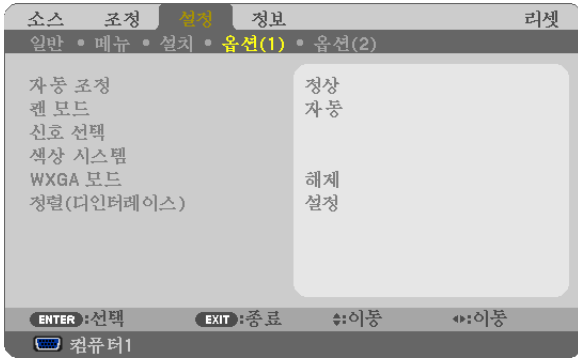 소스 조정 설정 정보 리셋
일반 • 메뉴 • 설치 • 옵션(1) • 옵션(2)
자동 조정 정상
팬 모드 자동
신호 선택
색상 시스템
WXGA 모드 해제
정렬(디인터레이스) 설정
ENTER :선택 EXIT :종료 :이동 :이동
컴퓨터1